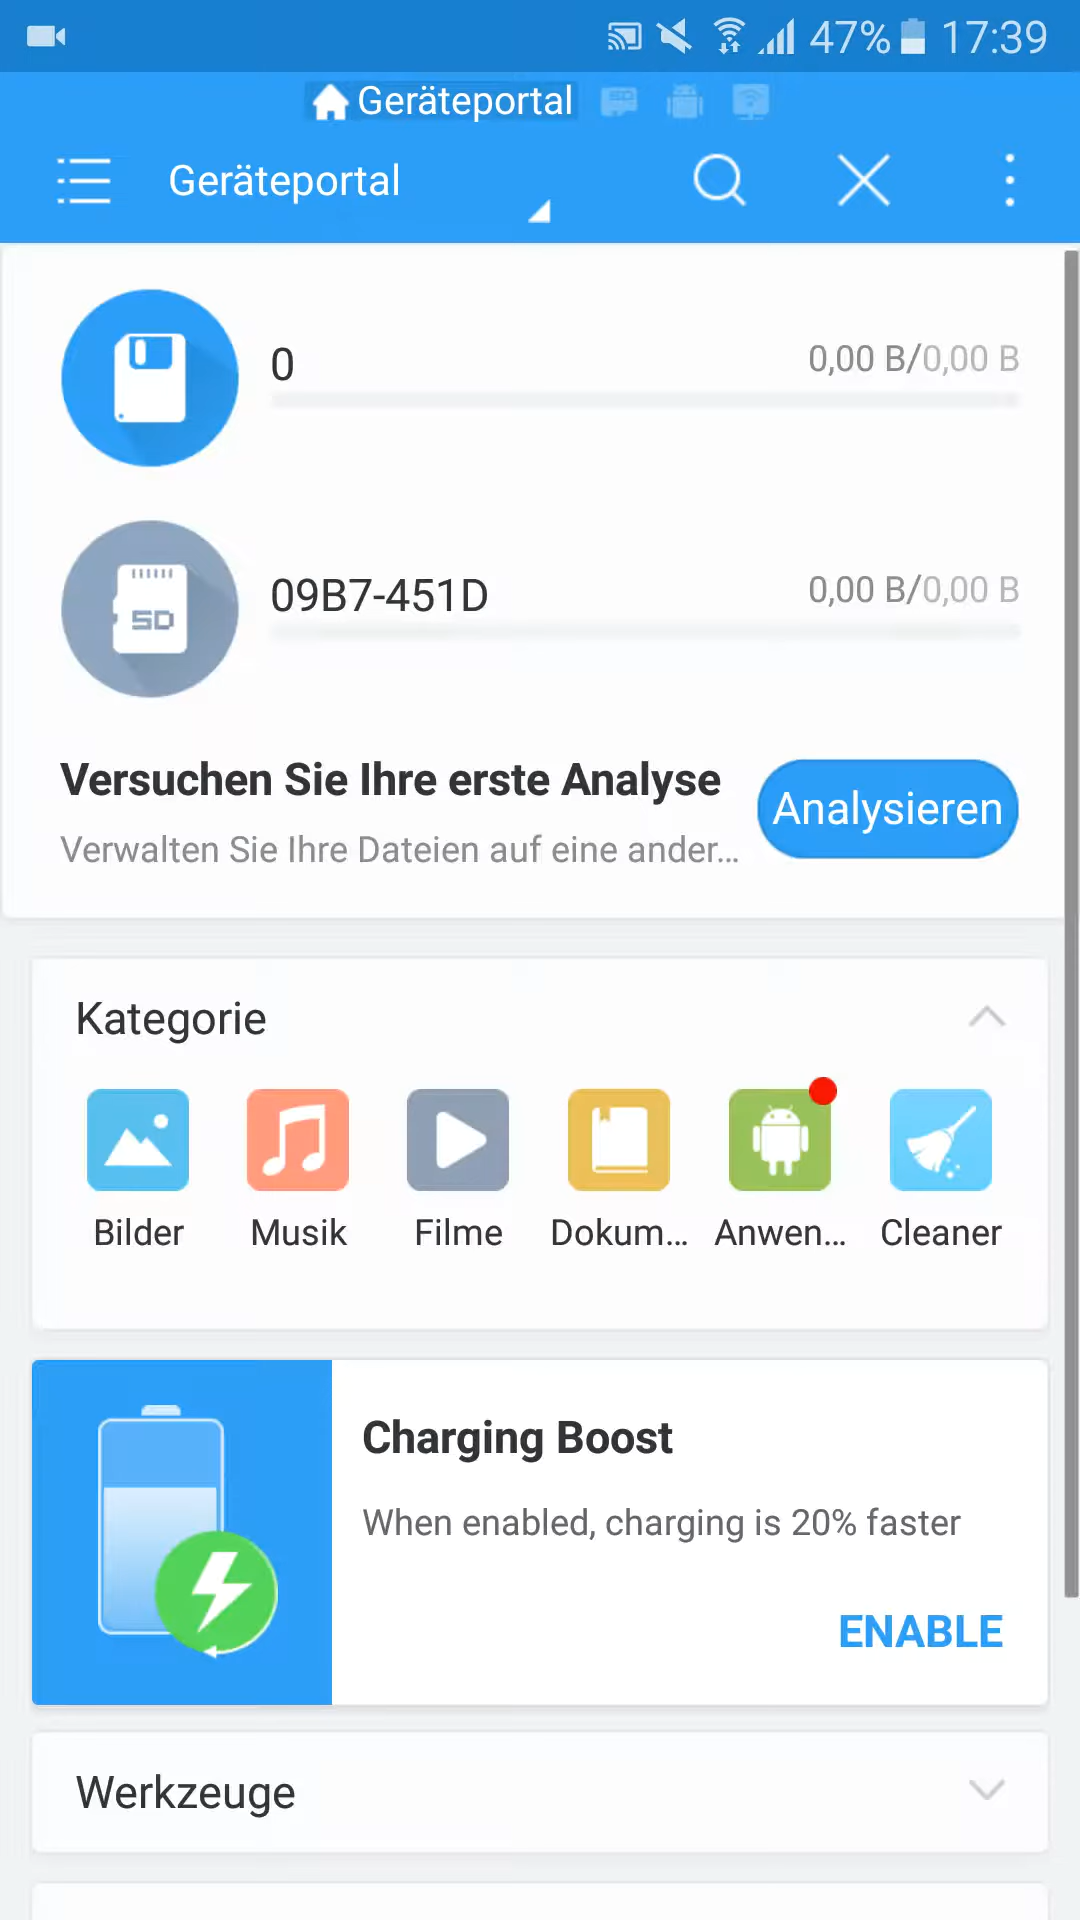 47% 17:39
Geräteportal
Geräteportal
0 0,00 B/0,00 B
SD 09B7-451D 0,00 B/0,00 B
Versuchen Sie Ihre erste Analyse
Verwalten Sie Ihre Dateien auf eine ander...
Analysieren
Kategorie
Bilder Musik Filme Dokum... Anwen... Cleaner
Charging Boost
When enabled, charging is 20% faster
ENABLE
Werkzeuge